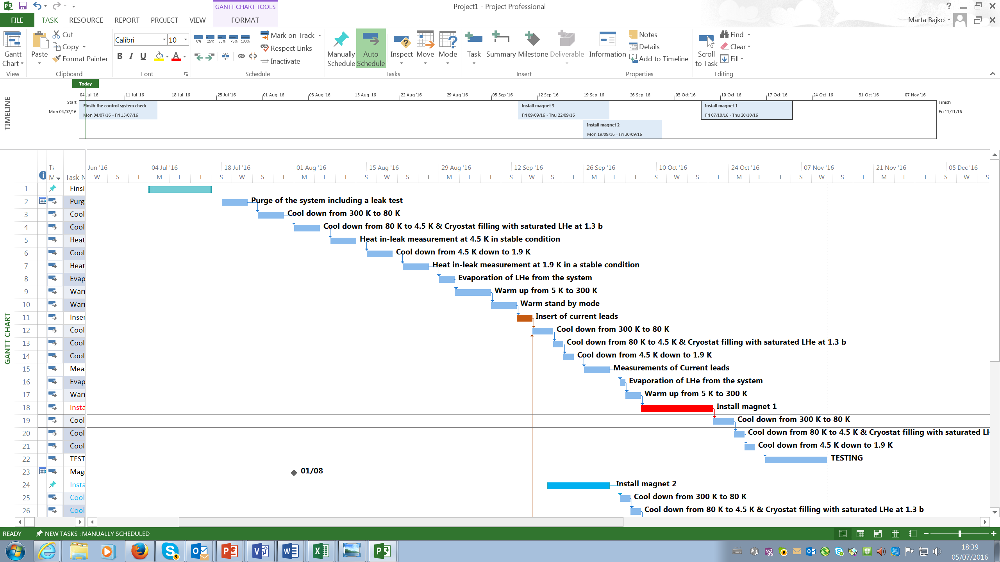 GANTT CHART TOOLS
Project1 - Project Professional
FILE TASK RESOURCE REPORT PROJECT VIEW FORMAT
Marta Bajko
Gantt Chart
View
Paste
Cut
Copy
Format Painter
Clipboard
Calibri 10
B I U A
Font
0% 25% 50% 75% 100%
Mark on Track
Respect Links
Inactivate
Schedule
Manually Schedule
Auto Schedule
Inspect
Move
Mode
Tasks
Task
Summary
Milestone
Deliverable
Insert
Information
Notes
Details
Add to Timeline
Properties
Scroll to Task
Find
Clear
Fill
Editing
TIMELINE
Today
04 Jul '16 11 Jul '16 18 Jul '16 25 Jul '16 01 Aug '16 08 Aug '16 15 Aug '16 22 Aug '16 29 Aug '16 05 Sep '16 12 Sep '16 19 Sep '16 26 Sep '16 03 Oct '16 10 Oct '16 17 Oct '16 24 Oct '16 31 Oct '16 07 Nov '16
Start
Mon 04/07/16
Finsih the control system check
Mon 04/07/16 - Fri 15/07/16
Install magnet 3
Fri 09/09/16 - Thu 22/09/16
Install magnet 2
Mon 19/09/16 - Fri 30/09/16
Install magnet 1
Fri 07/10/16 - Thu 20/10/16
Finish
Fri 11/11/16
GANTT CHART
Ta
M
Task N
Jun '16 04 Jul '16 18 Jul '16 01 Aug '16 15 Aug '16 29 Aug '16 12 Sep '16 26 Sep '16 10 Oct '16 24 Oct '16 07 Nov '16 21 Nov '16 05 Dec '16
W S T M F T S W S T M F T S W S T M F T S W S T M F T S W S T M F T S W S T M F T S W S
1 Finsi
2 Purge Purge of the system including a leak test
3 Cool Cool down from 300 K to 80 K
4 Cool Cool down from 80 K to 4.5 K & Cryostat filling with saturated LHe at 1.3 b
5 Heat Heat in-leak measurement at 4.5 K in stable condition
6 Cool Cool down from 4.5 K down to 1.9 K
7 Heat Heat in-leak measurement at 1.9 K in a stable condition
8 Evap Evaporation of LHe from the system
9 Warr Warm up from 5 K to 300 K
10 Warr Warm stand by mode
11 Inser Insert of current leads
12 Cool Cool down from 300 K to 80 K
13 Cool Cool down from 80 K to 4.5 K & Cryostat filling with saturated LHe at 1.3 b
14 Cool Cool down from 4.5 K down to 1.9 K
15 Meas Measurements of Current leads
16 Evap Evaporation of LHe from the system
17 Warr Warm up from 5 K to 300 K
18 Insta Install magnet 1
19 Cool Cool down from 300 K to 80 K
20 Cool Cool down from 80 K to 4.5 K & Cryostat filling with saturated LH
21 Cool Cool down from 4.5 K down to 1.9 K
22 TEST TESTING
23 Magr 01/08
24 Insta Install magnet 2
25 Cool Cool down from 300 K to 80 K
26 Cool Cool down from 80 K to 4.5 K & Cryostat filling with saturated LHe at 1.3 b
READY NEW TASKS : MANUALLY SCHEDULED
18:39
05/07/2016